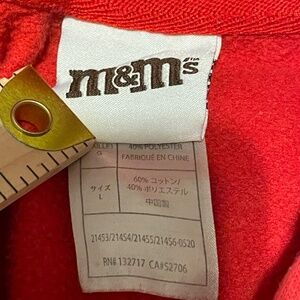 m&m's
40% POLYESTER
G
FABRIQUÉ EN CHINE
サイズ
L
60% コットン/
40% ポリエステル
中国製
21453/21454/21455/21456-0520
RN# 132717 CA#52706